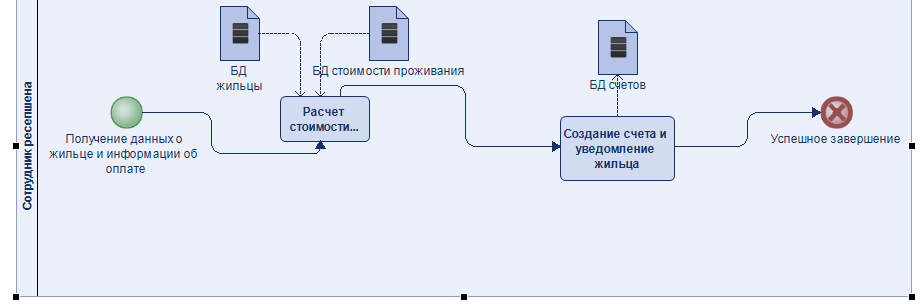 Сотрудник ресепшена
БД
жильцы
БД стоимости проживания
БД счетов
Расчет
стоимости...
Получение данных о
жильце и информации об
оплате
Создание счета и
уведомление
жильца
Успешное завершение